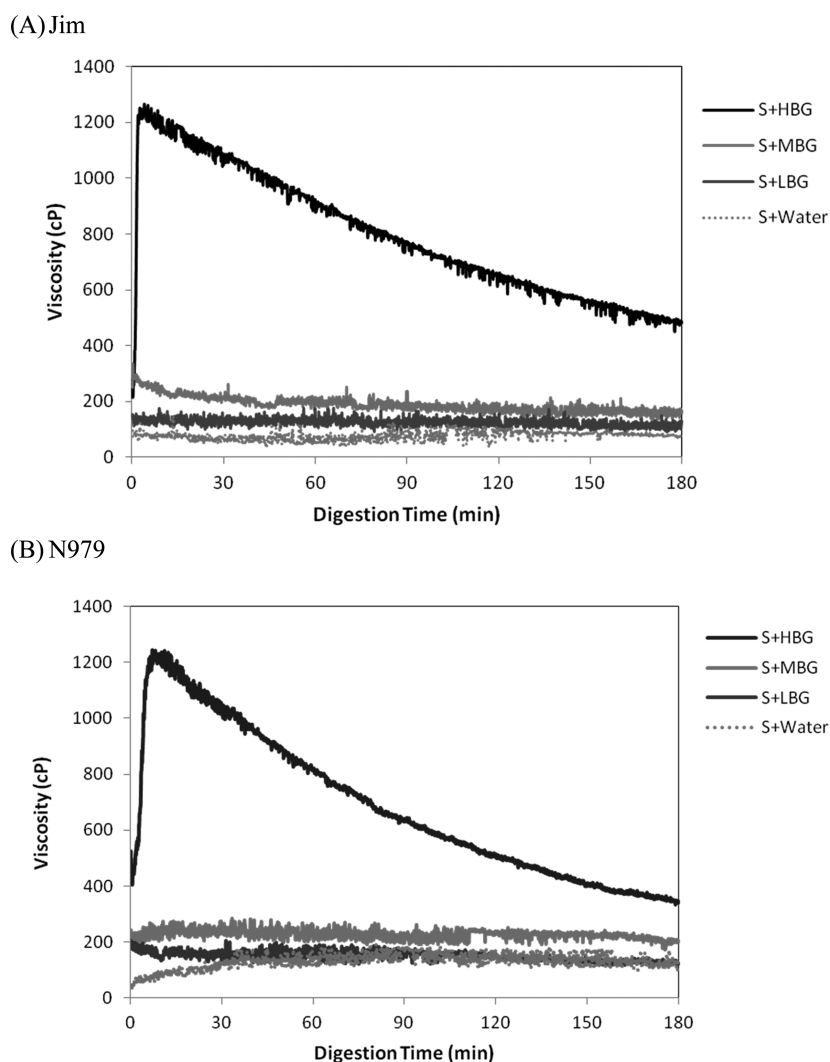 (A) Jim
1400
1200
1000
800
600
400
200
0
Viscosity (cP)
0 30 60 90 120 150 180
Digestion Time (min)
S+HBG
S+MBG
S+LBG
S+Water
(B) N979
1400
1200
1000
800
600
400
200
0
Viscosity (cP)
0 30 60 90 120 150 180
Digestion Time (min)
S+HBG
S+MBG
S+LBG
S+Water